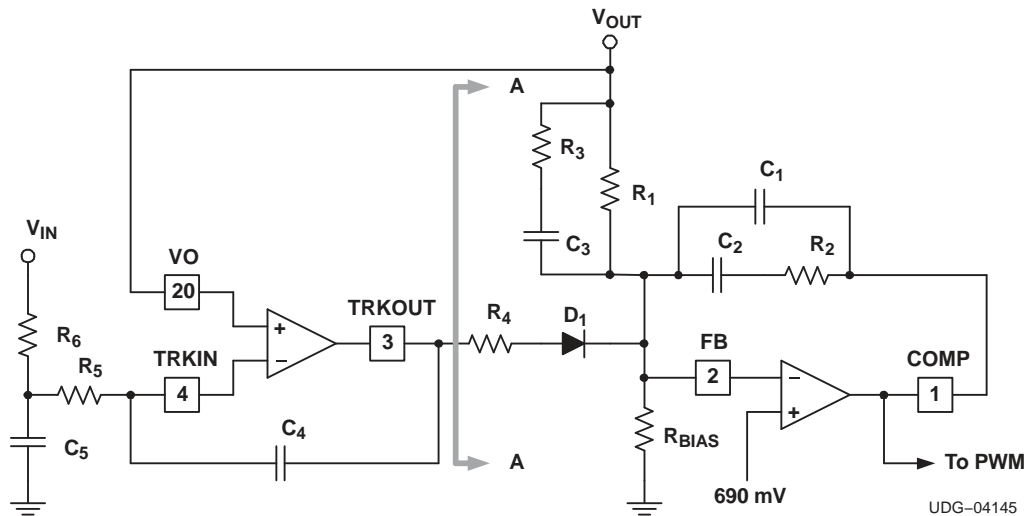 VOUT
A
R3
R1
C1
C3
C2
R2
VIN
VO
20
TRKOUT
3
R4
D1
R6
R5
TRKIN
4
+
−
FB
2
−
+
COMP
1
C5
C4
RBIAS
A
To PWM
690 mV
UDG−04145